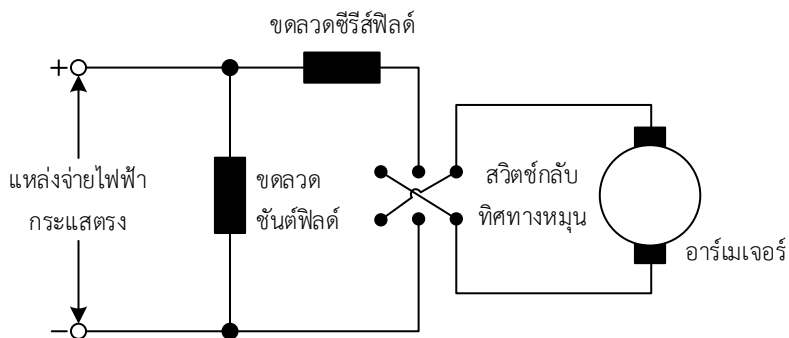 ขดลวดซีรีส์ฟิลด์
+
แหล่งจ่ายไฟฟ้า
กระแสตรง
ขดลวด
ชันต์ฟิลด์
สวิตช์กลับ
ทิศทางหมุน
อาร์เมเจอร์
−